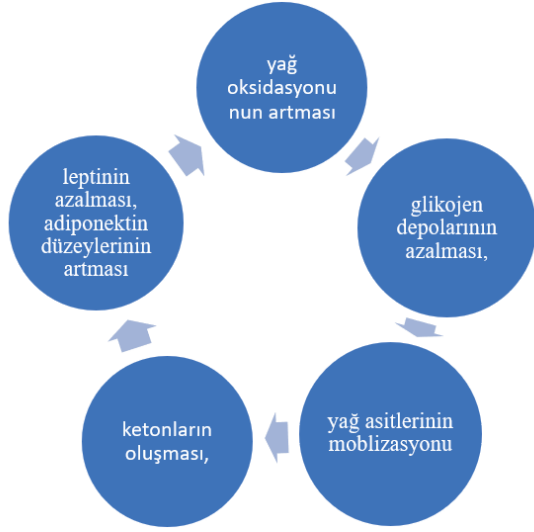 yağ
oksidasyonu
nun artması
glikojen
depolarının
azalması,
yağ asitlerinin
moblizasyonu
ketonların
oluşması,
leptinin
azalması,
adiponektin
düzeylerinin
artması